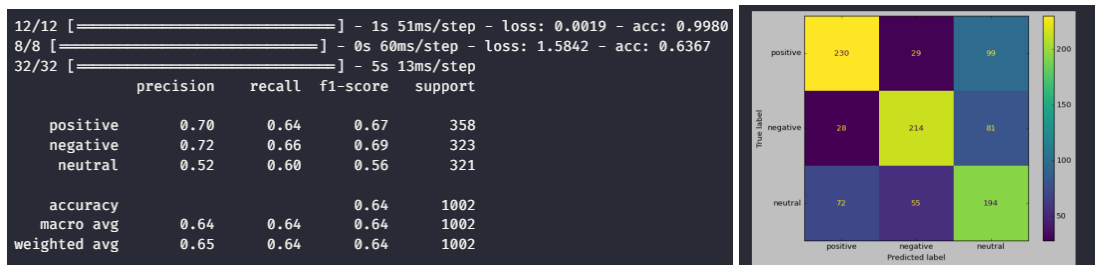 12/12 [==============================] - 1s 51ms/step - loss: 0.0019 - acc: 0.9980
8/8 [==============================] - 0s 60ms/step - loss: 1.5842 - acc: 0.6367
32/32 [==============================] - 5s 13ms/step
precision recall f1-score support
positive 0.70 0.64 0.67 358
negative 0.72 0.66 0.69 323
neutral 0.52 0.60 0.56 321
accuracy 0.64 1002
macro avg 0.64 0.64 0.64 1002
weighted avg 0.65 0.64 0.64 1002
True label
positive 230 29 99
negative 28 214 81
neutral 72 55 194
positive negative neutral
Predicted label
200
150
100
50